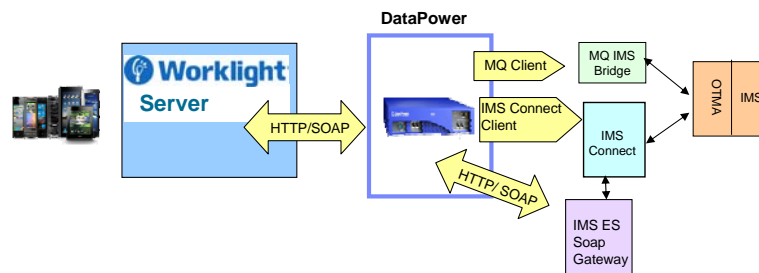 DataPower
Worklight
Server
HTTP/SOAP
MQ Client
IMS Connect
Client
HTTP/ SOAP
MQ IMS
Bridge
IMS
Connect
IMS ES
Soap
Gateway
OTMA
IMS